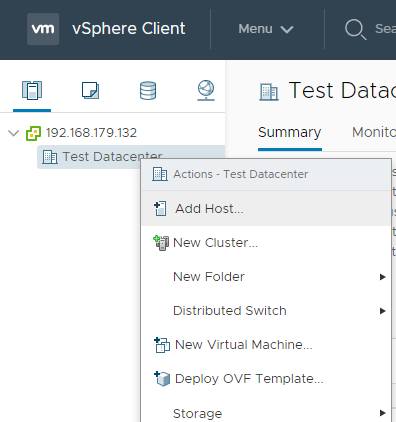 vm vSphere Client Menu Sea
192.168.179.132
Test Datacenter
Test Datac
Summary Monito
Actions - Test Datacenter
Add Host...
New Cluster...
New Folder
Distributed Switch
New Virtual Machine...
Deploy OVF Template...
Storage